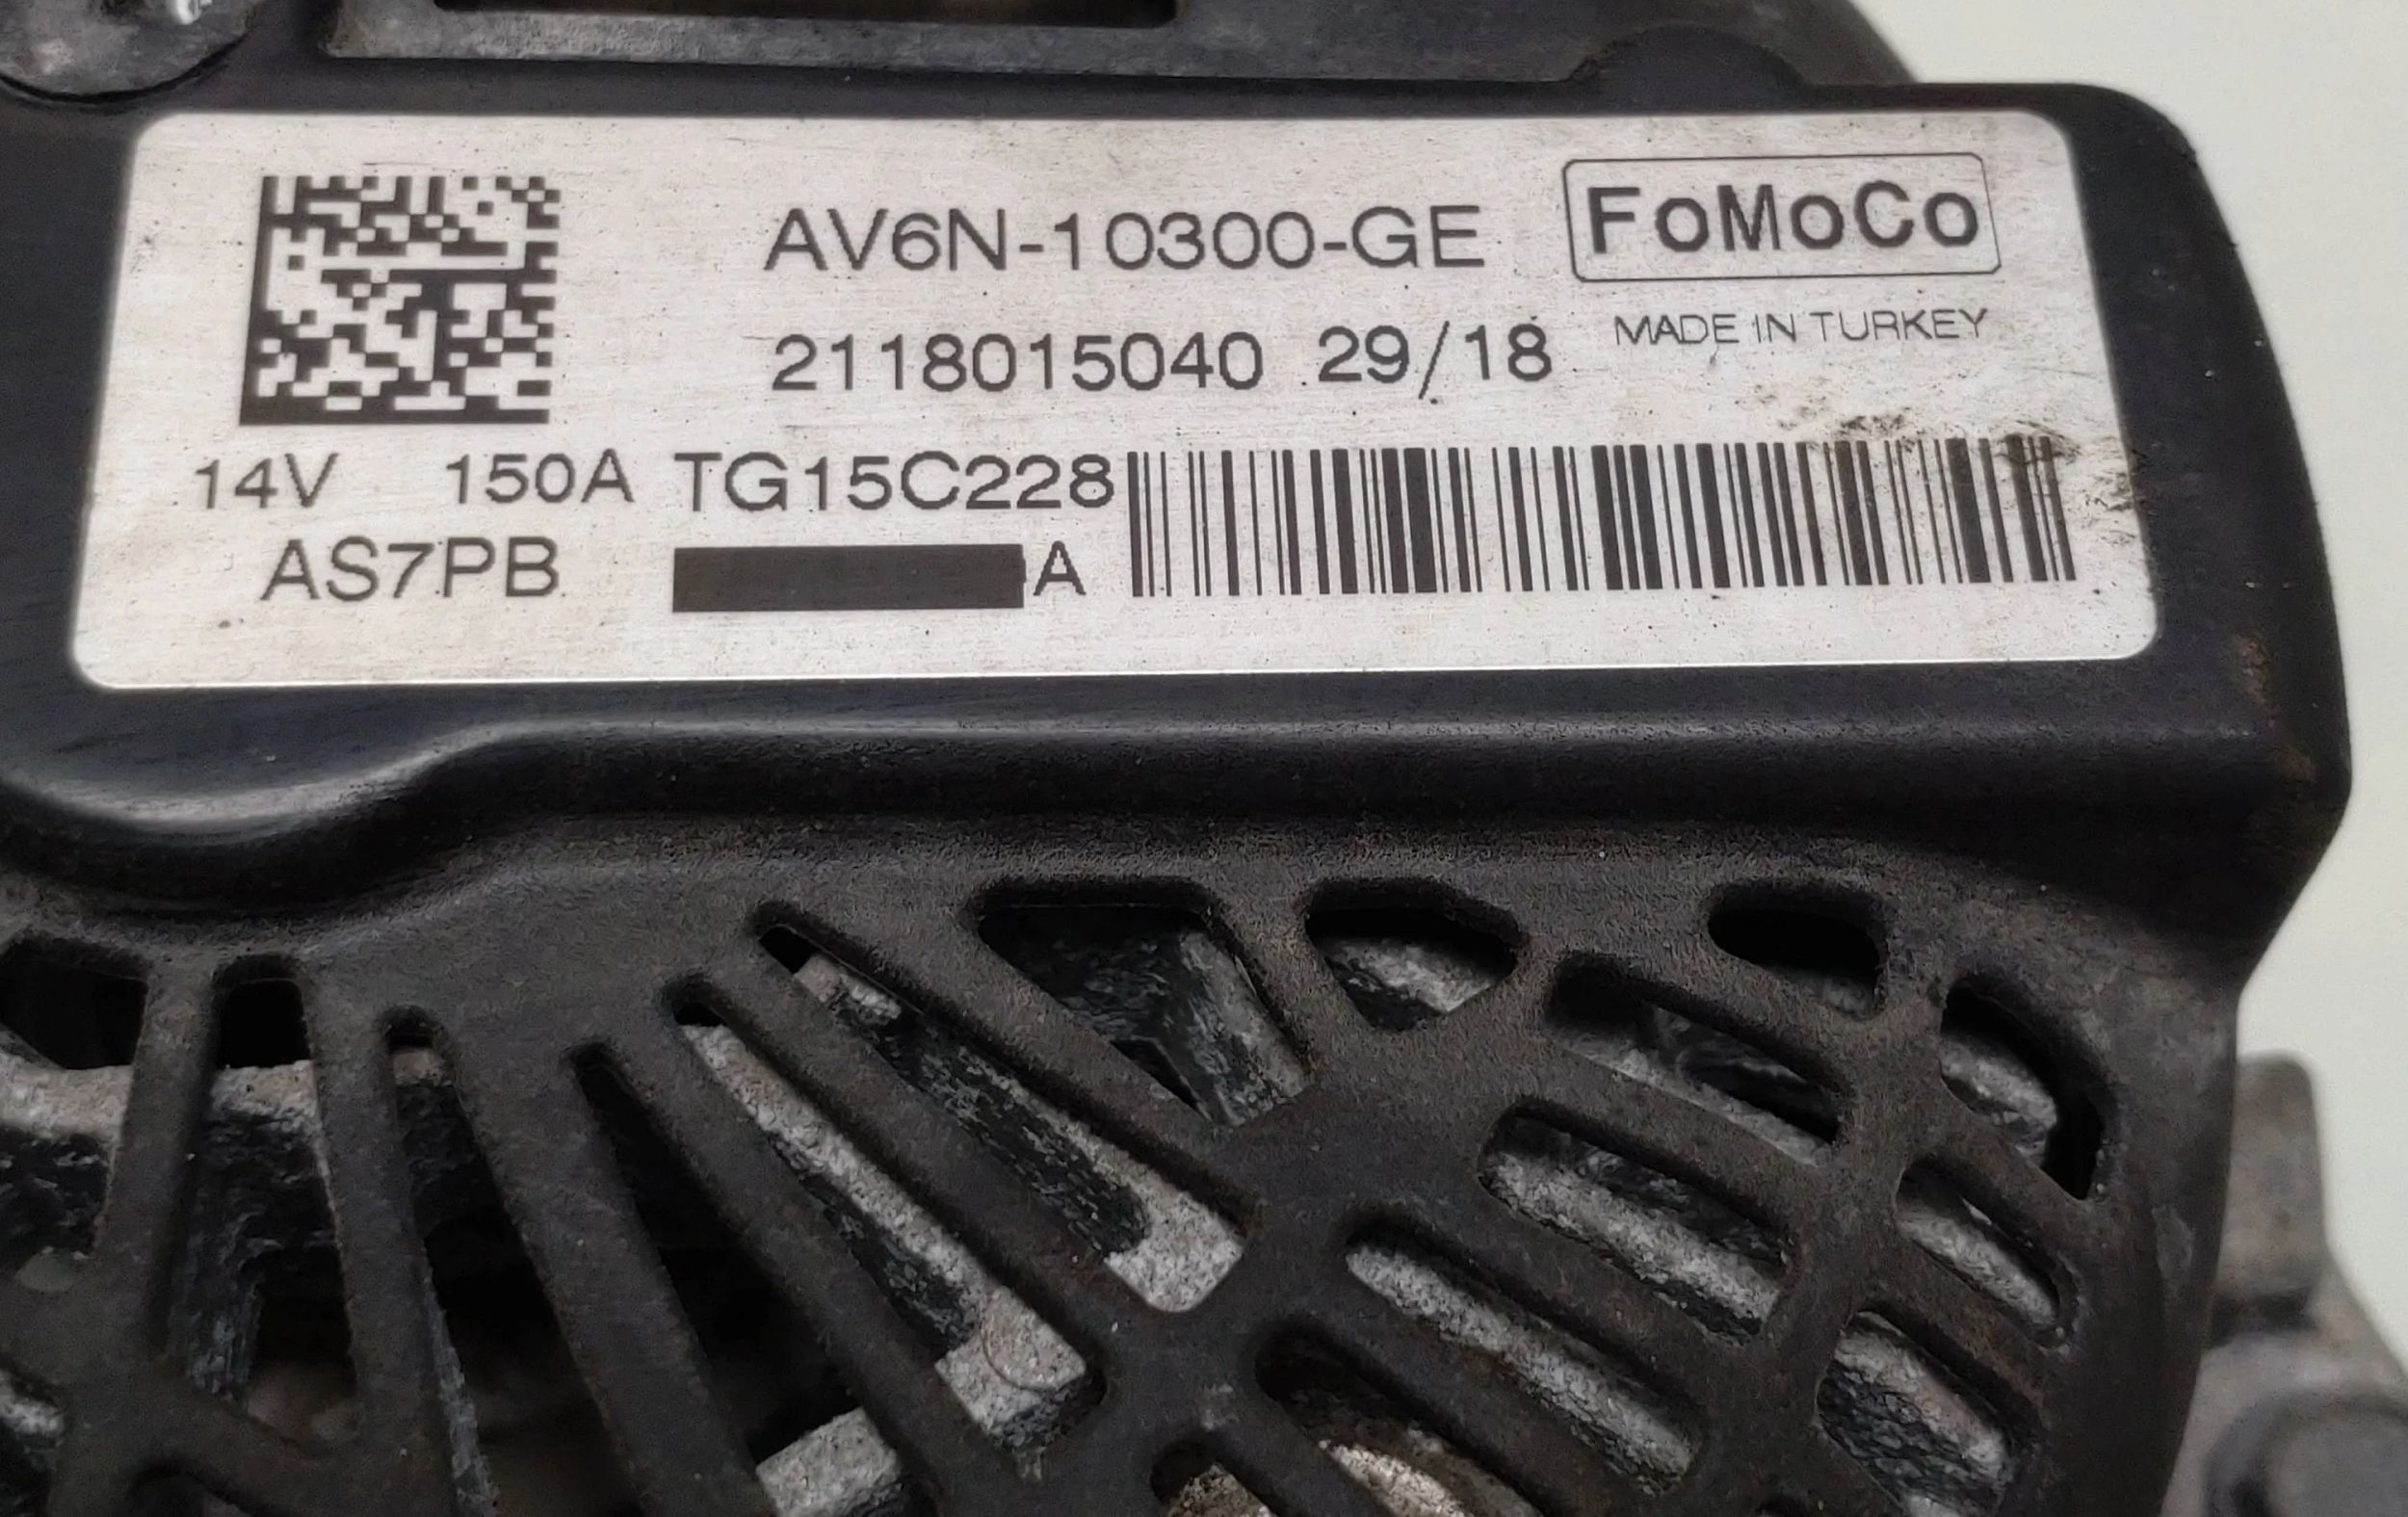 AV6N-10300-GE
FoMoCo
2118015040 29/18
MADE IN TURKEY
14V 150A TG15C228
AS7PB A